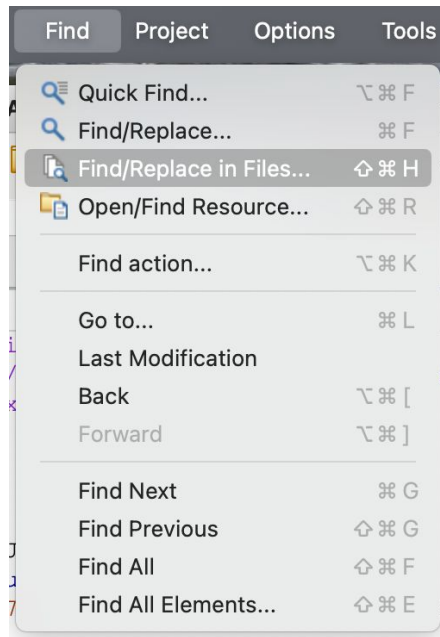 Find Project Options Tools
Quick Find... ⌥⌘F
Find/Replace... ⌘F
Find/Replace in Files... ⇧⌘H
Open/Find Resource... ⇧⌘R
Find action... ⌥⌘K
Go to... ⌘L
Last Modification
Back ⌥⌘[
Forward ⌥⌘]
Find Next ⌘G
Find Previous ⇧⌘G
Find All ⇧⌘F
Find All Elements... ⇧⌘E